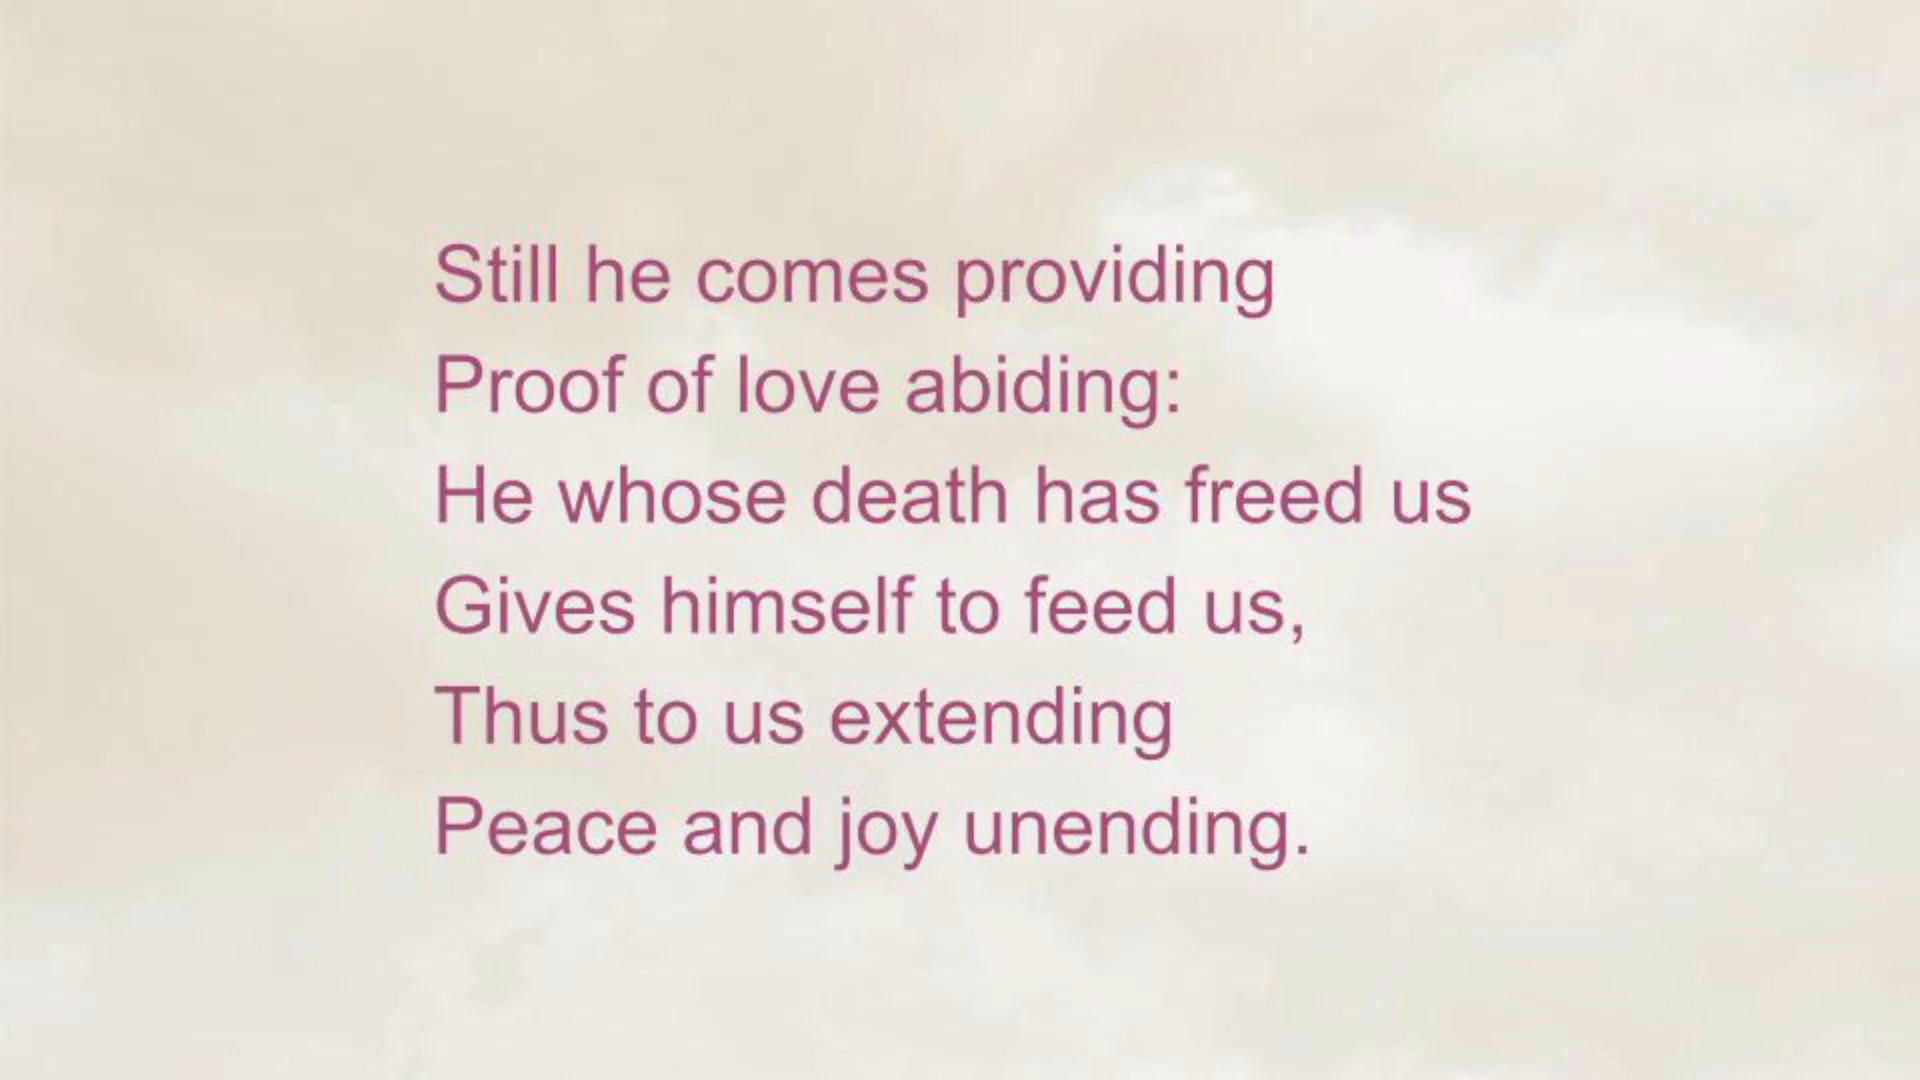 Still he comes providing
Proof of love abiding:
He whose death has freed us
Gives himself to feed us,
Thus to us extending
Peace and joy unending.